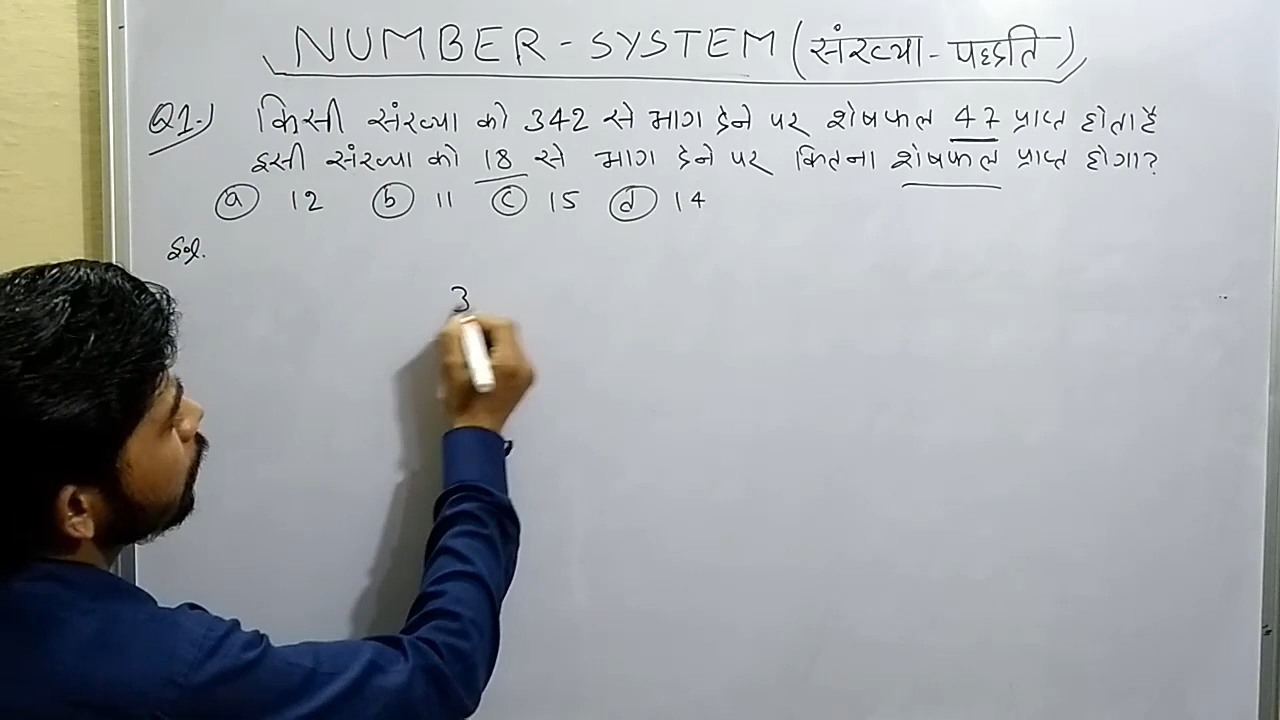 NUMBER-SYSTEM (संख्या-पद्धति)
Q1.) किसी संख्या को 342 से भाग देने पर शेषफल 47 प्राप्त होता है
इसी संख्या को 18 से भाग देने पर कितना शेषफल प्राप्त होगा?
(a) 12 (b) 11 (c) 15 (d) 14
Sol.
3